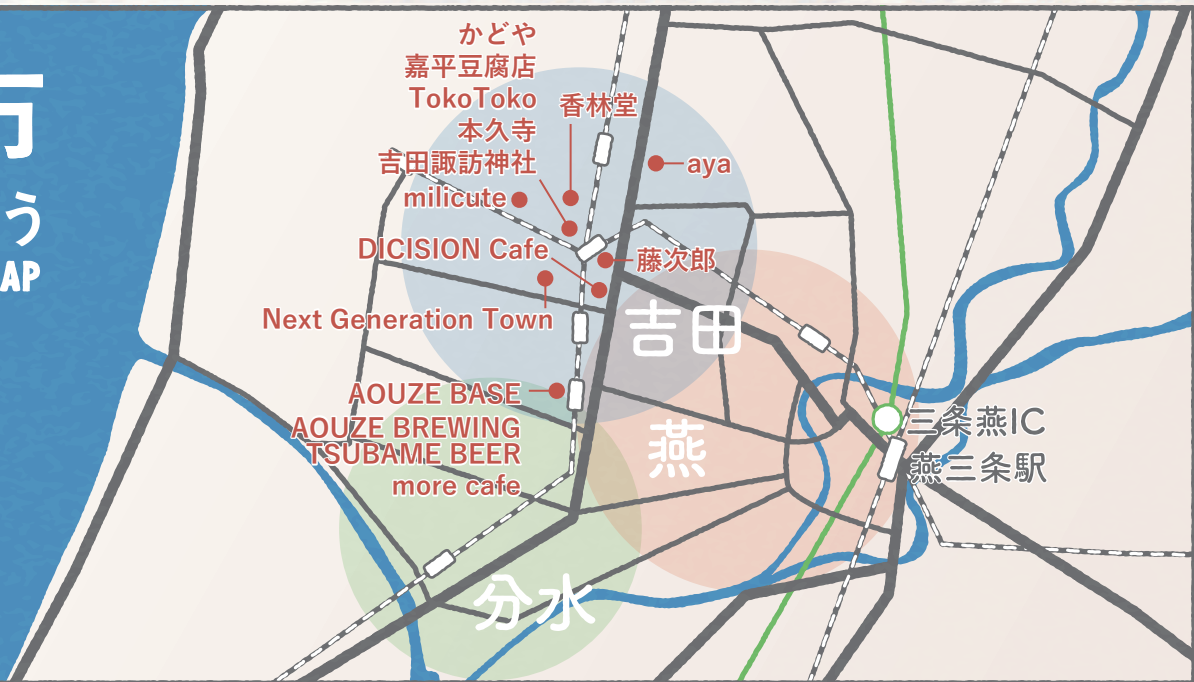 う
AP
かどや
嘉平豆腐店
TokoToko
本久寺
吉田諏訪神社
香林堂
milicute
aya
DICISION Cafe
藤次郎
Next Generation Town
吉田
AOUZE BASE
AOUZE BREWING
TSUBAME BEER
more cafe
燕
三条燕IC
燕三条駅
分水